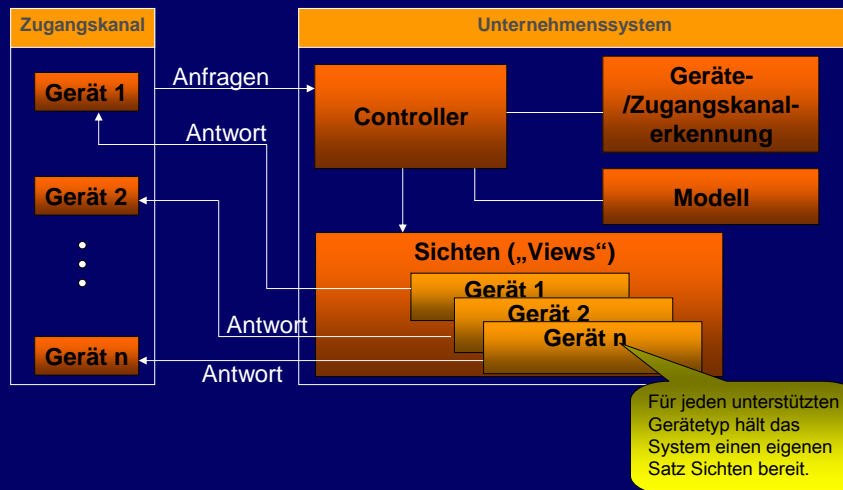 Zugangskanal
Unternehmenssystem
Gerät 1
Anfragen
Controller
Geräte-
/Zugangskanal-
erkennung
Antwort
Gerät 2
Modell
Sichten („Views“)
Gerät 1
Gerät 2
Gerät n
Antwort
Gerät n
Antwort
Für jeden unterstützten
Gerätetyp hält das
System einen eigenen
Satz Sichten bereit.